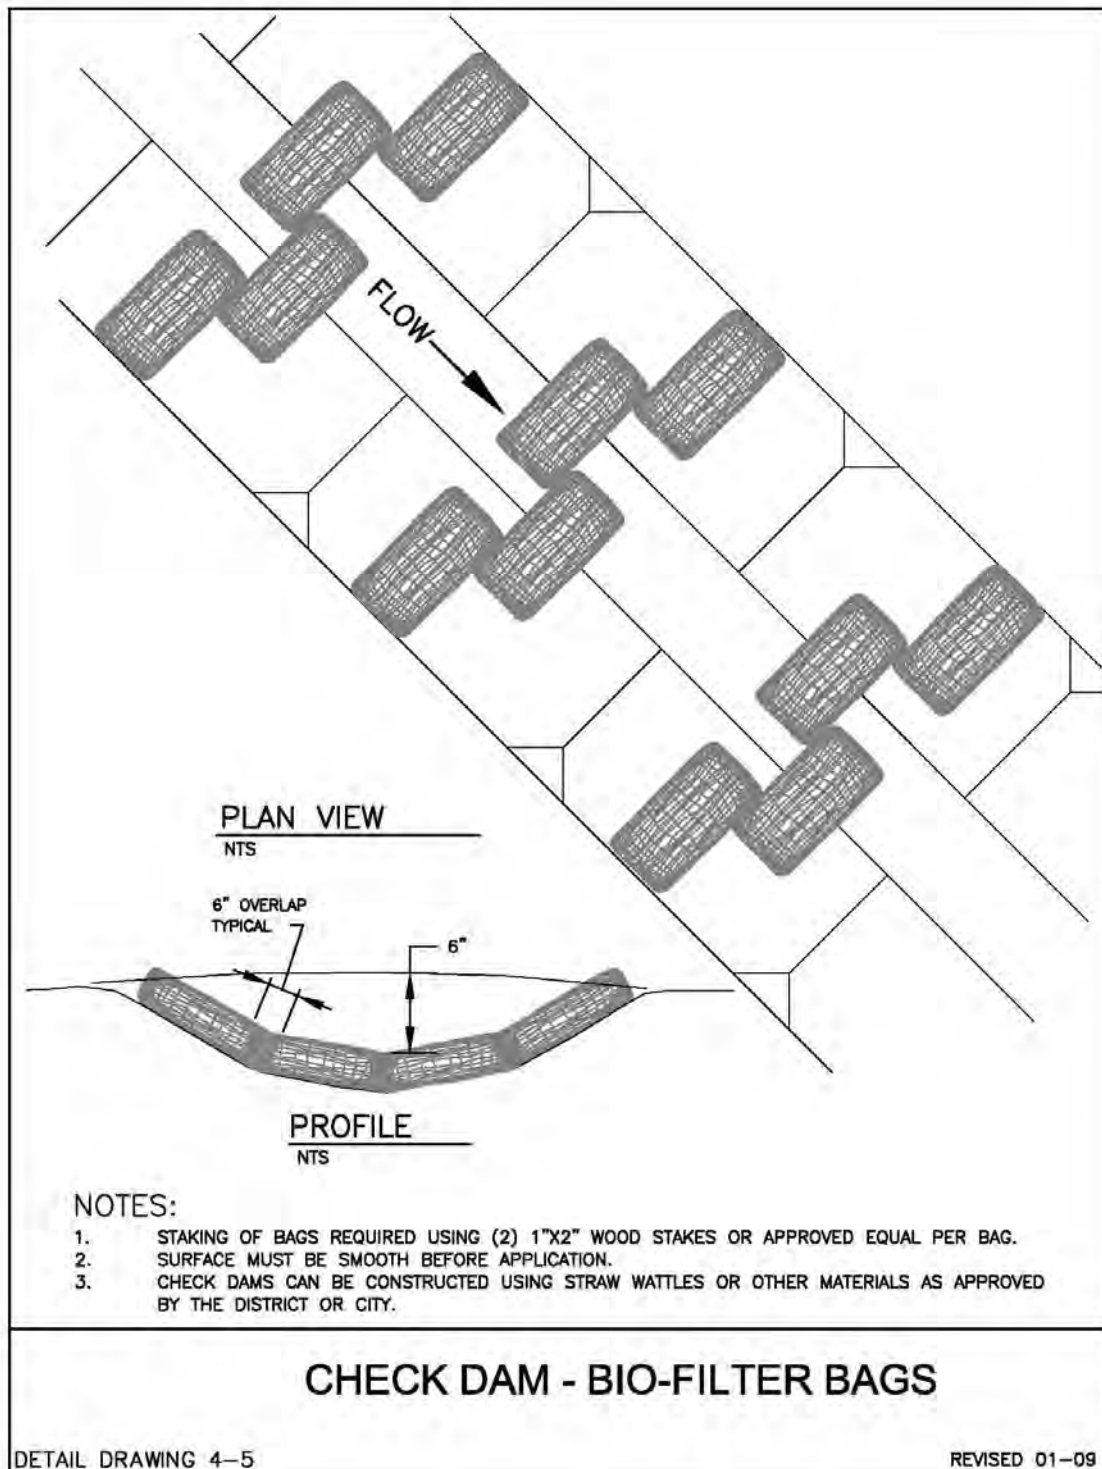 FLOW
PLAN VIEW
NTS
6" OVERLAP
TYPICAL
6"
PROFILE
NTS
NOTES:
1. STAKING OF BAGS REQUIRED USING (2) 1"X2" WOOD STAKES OR APPROVED EQUAL PER BAG.
2. SURFACE MUST BE SMOOTH BEFORE APPLICATION.
3. CHECK DAMS CAN BE CONSTRUCTED USING STRAW WATTLES OR OTHER MATERIALS AS APPROVED
BY THE DISTRICT OR CITY.
CHECK DAM - BIO-FILTER BAGS
DETAIL DRAWING 4-5
REVISED 01-09